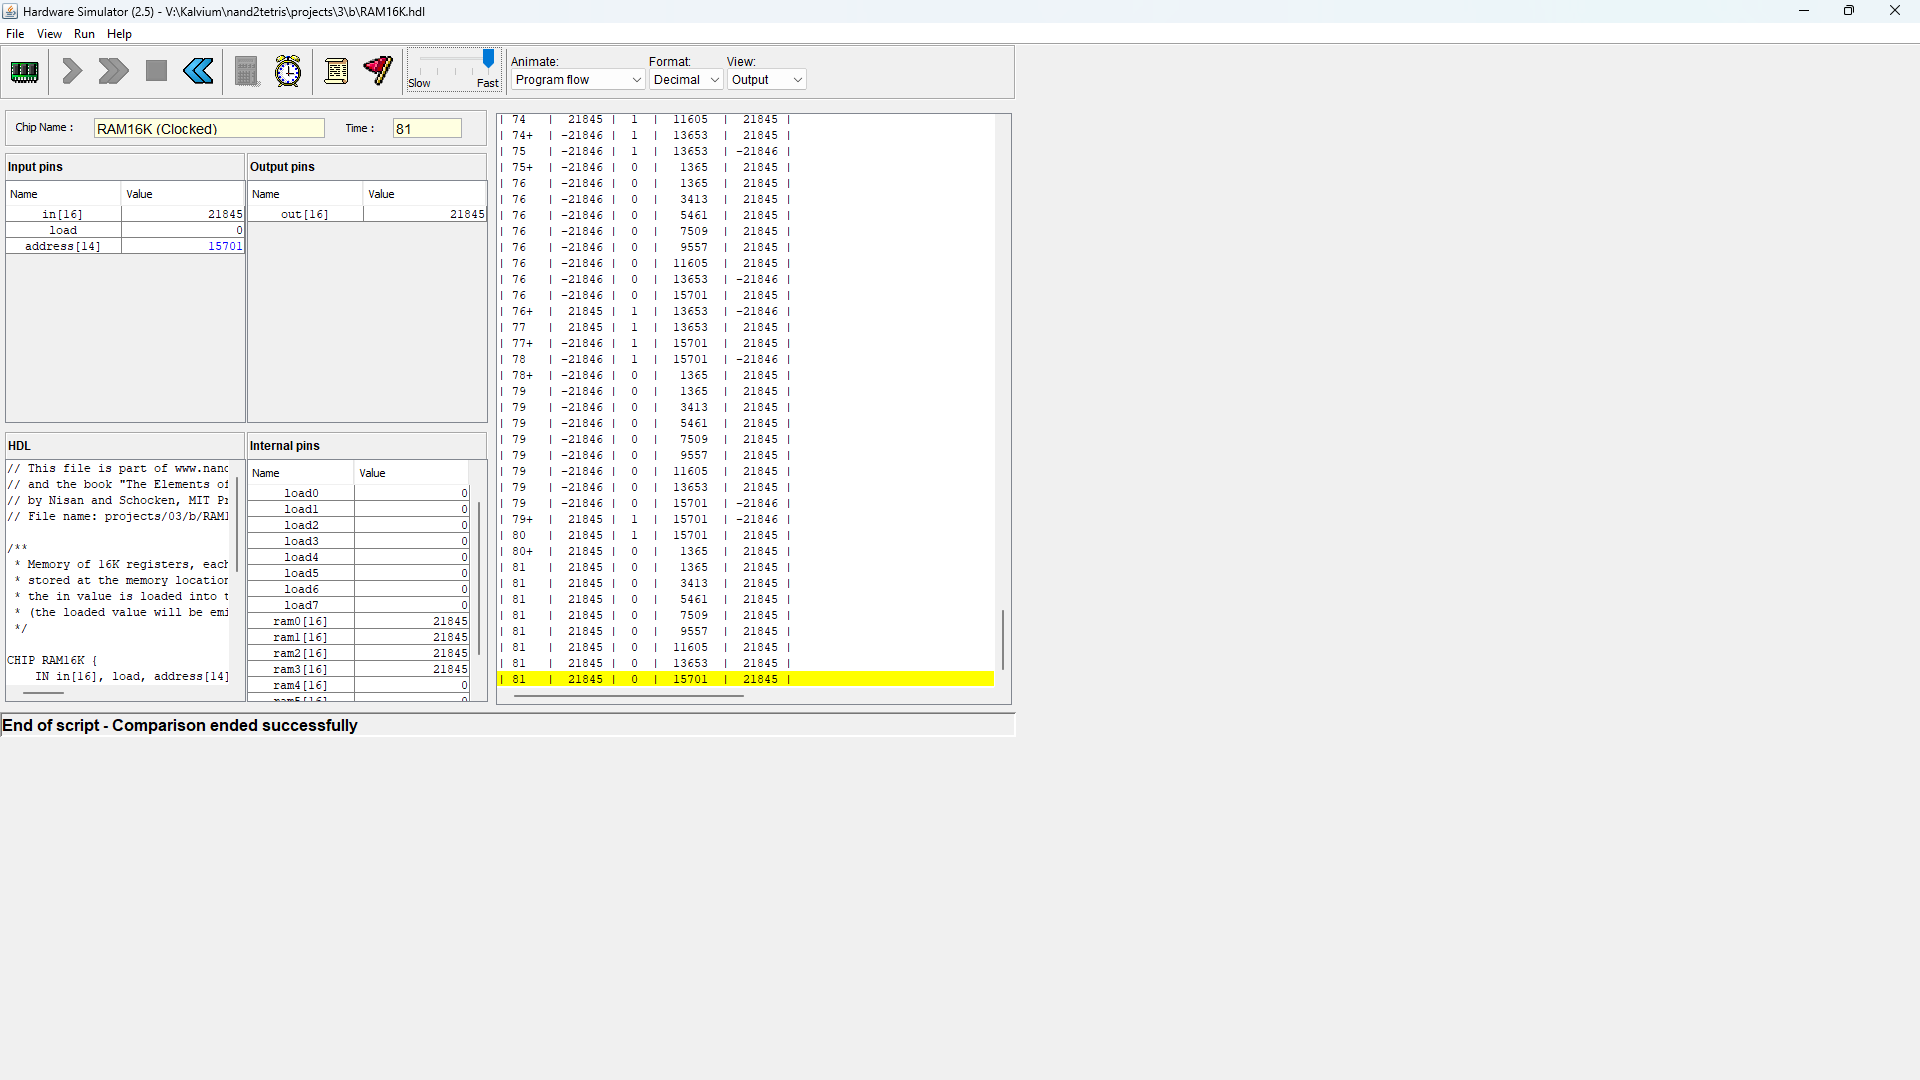 Hardware Simulator (2.5) - V:\Kalvium\nand2tetris\projects\3\b\RAM16K.hdl
File View Run Help
Animate: Format: View:
Slow Fast Program flow Decimal Output
Chip Name : RAM16K (Clocked) Time : 81
Input pins
Name Value
in[16] 21845
load 0
address[14] 15701
Output pins
Name Value
out[16] 21845
HDL
// This file is part of www.nanc
// and the book "The Elements of
// by Nisan and Schocken, MIT Pr
// File name: projects/03/b/RAM1
/**
* Memory of 16K registers, each
* stored at the memory location
* the in value is loaded into t
* (the loaded value will be emi
*/
CHIP RAM16K {
IN in[16], load, address[14]
Internal pins
Name Value
load0 0
load1 0
load2 0
load3 0
load4 0
load5 0
load6 0
load7 0
ram0[16] 21845
ram1[16] 21845
ram2[16] 21845
ram3[16] 21845
ram4[16] 0
| 74 | 21845 | 1 | 11605 | 21845 |
| 74+ | -21846 | 1 | 13653 | 21845 |
| 75 | -21846 | 1 | 13653 | -21846 |
| 75+ | -21846 | 0 | 1365 | 21845 |
| 76 | -21846 | 0 | 1365 | 21845 |
| 76 | -21846 | 0 | 3413 | 21845 |
| 76 | -21846 | 0 | 5461 | 21845 |
| 76 | -21846 | 0 | 7509 | 21845 |
| 76 | -21846 | 0 | 9557 | 21845 |
| 76 | -21846 | 0 | 11605 | 21845 |
| 76 | -21846 | 0 | 13653 | -21846 |
| 76 | -21846 | 0 | 15701 | 21845 |
| 76+ | 21845 | 1 | 13653 | -21846 |
| 77 | 21845 | 1 | 13653 | 21845 |
| 77+ | -21846 | 1 | 15701 | 21845 |
| 78 | -21846 | 1 | 15701 | -21846 |
| 78+ | -21846 | 0 | 1365 | 21845 |
| 79 | -21846 | 0 | 1365 | 21845 |
| 79 | -21846 | 0 | 3413 | 21845 |
| 79 | -21846 | 0 | 5461 | 21845 |
| 79 | -21846 | 0 | 7509 | 21845 |
| 79 | -21846 | 0 | 9557 | 21845 |
| 79 | -21846 | 0 | 11605 | 21845 |
| 79 | -21846 | 0 | 13653 | 21845 |
| 79 | -21846 | 0 | 15701 | -21846 |
| 79+ | 21845 | 1 | 15701 | -21846 |
| 80 | 21845 | 1 | 15701 | 21845 |
| 80+ | 21845 | 0 | 1365 | 21845 |
| 81 | 21845 | 0 | 1365 | 21845 |
| 81 | 21845 | 0 | 3413 | 21845 |
| 81 | 21845 | 0 | 5461 | 21845 |
| 81 | 21845 | 0 | 7509 | 21845 |
| 81 | 21845 | 0 | 9557 | 21845 |
| 81 | 21845 | 0 | 11605 | 21845 |
| 81 | 21845 | 0 | 13653 | 21845 |
| 81 | 21845 | 0 | 15701 | 21845 |
End of script - Comparison ended successfully